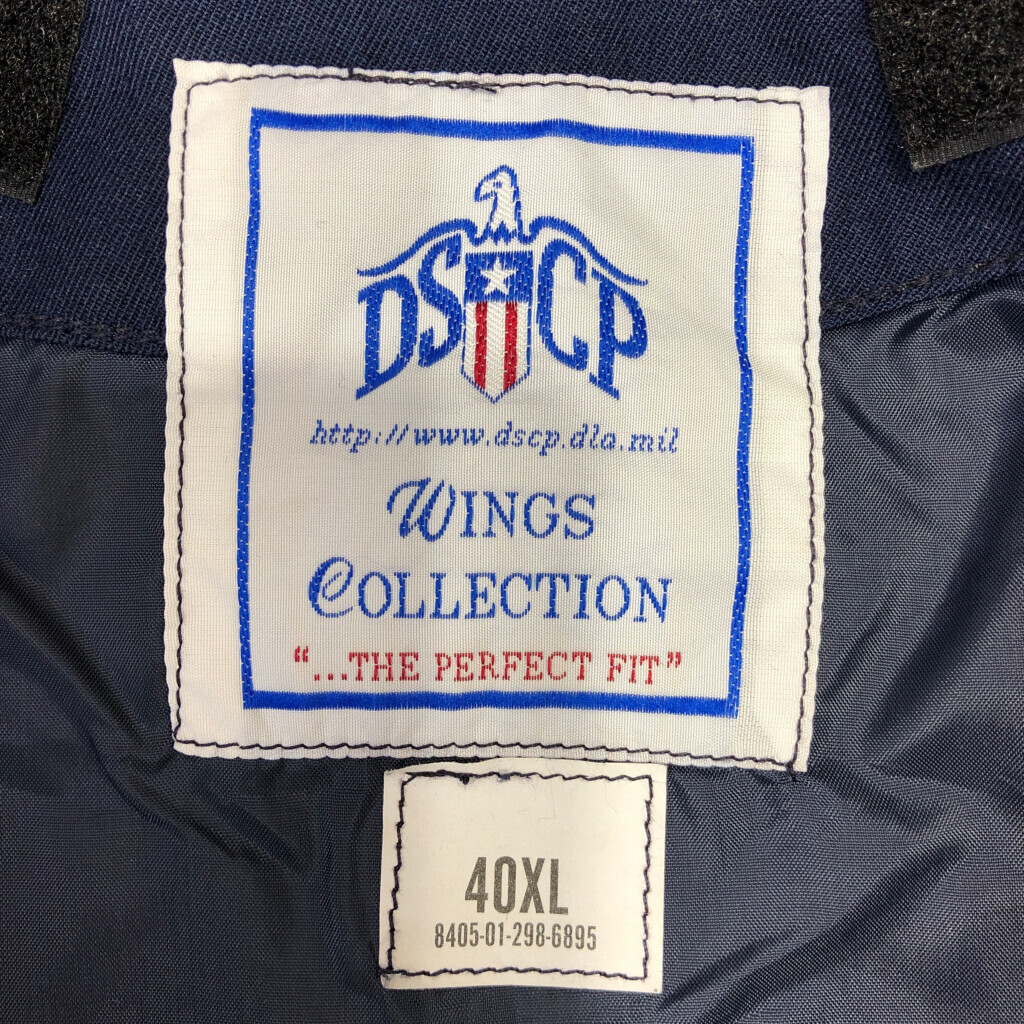 DSCP
http://www.dscp.dla.mil
WINGS
COLLECTION
“...THE PERFECT FIT”
40XL
8405-01-298-6895